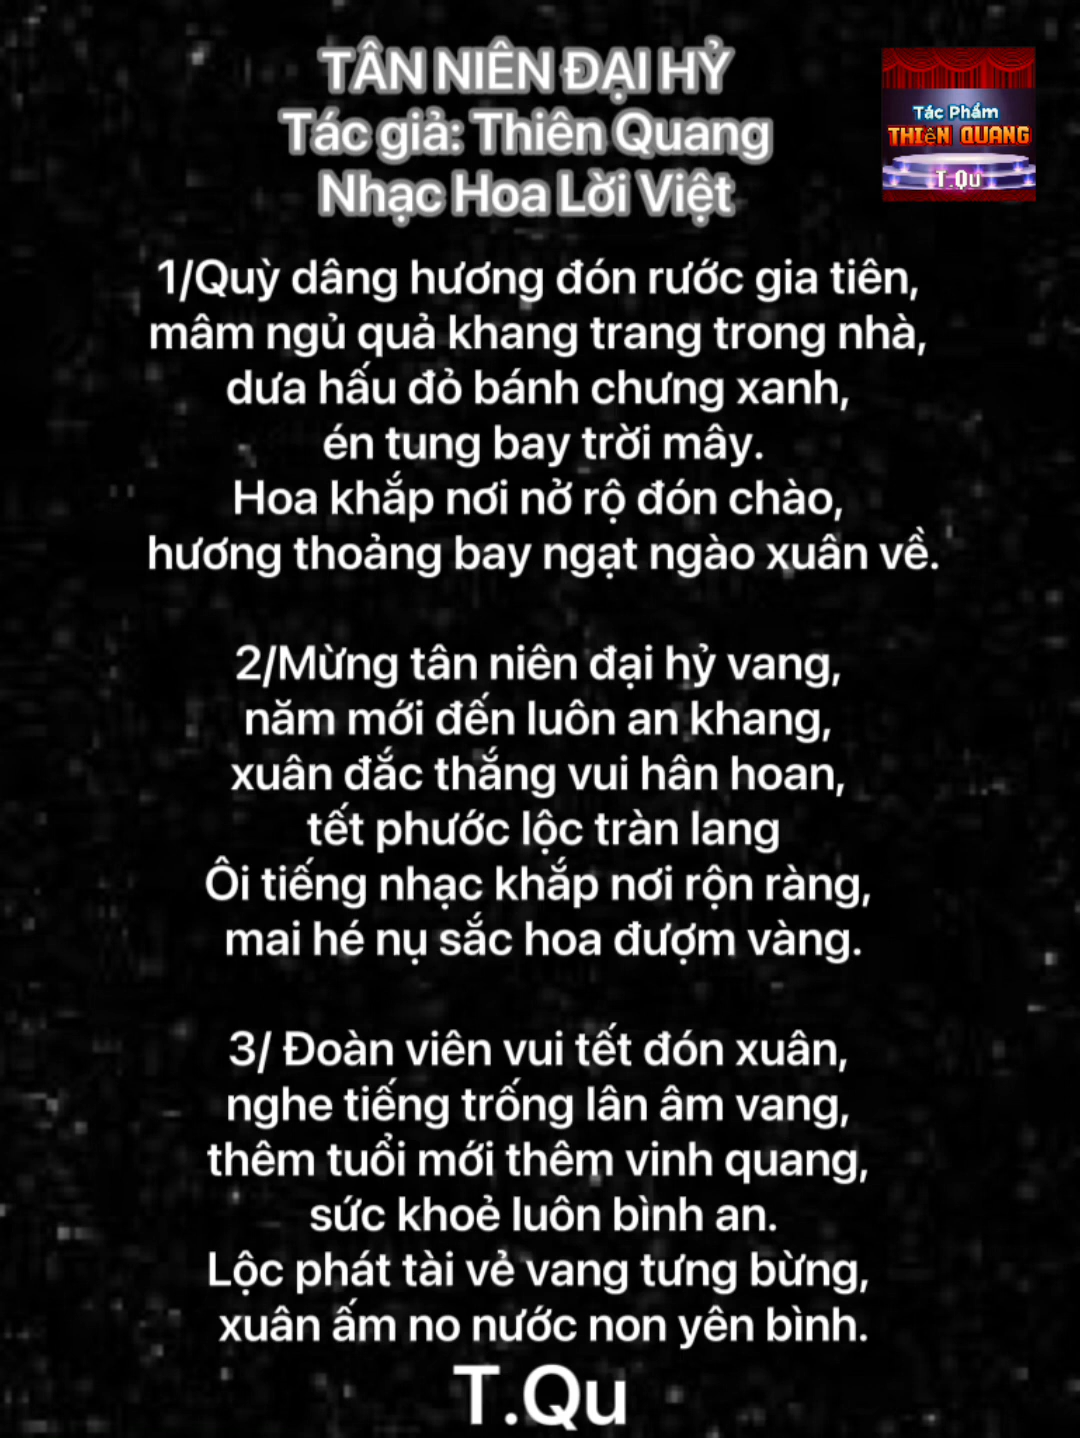 TÂN NIÊN ĐẠI HỶ
Tác giả: Thiên Quang
Nhạc Hoa Lời Việt
Tác Phẩm
THIÊN QUANG
T.Qu
1/Quỳ dâng hương đón rước gia tiên,
mâm ngủ quả khang trang trong nhà,
dưa hấu đỏ bánh chưng xanh,
én tung bay trời mây.
Hoa khắp nơi nở rộ đón chào,
hương thoảng bay ngạt ngào xuân về.
2/Mừng tân niên đại hỷ vang,
năm mới đến luôn an khang,
xuân đắc thắng vui hân hoan,
tết phước lộc tràn lang
Ôi tiếng nhạc khắp nơi rộn ràng,
mai hé nụ sắc hoa đượm vàng.
3/ Đoàn viên vui tết đón xuân,
nghe tiếng trống lân âm vang,
thêm tuổi mới thêm vinh quang,
sức khoẻ luôn bình an.
Lộc phát tài vẻ vang tưng bừng,
xuân ấm no nước non yên bình.
T.Qu